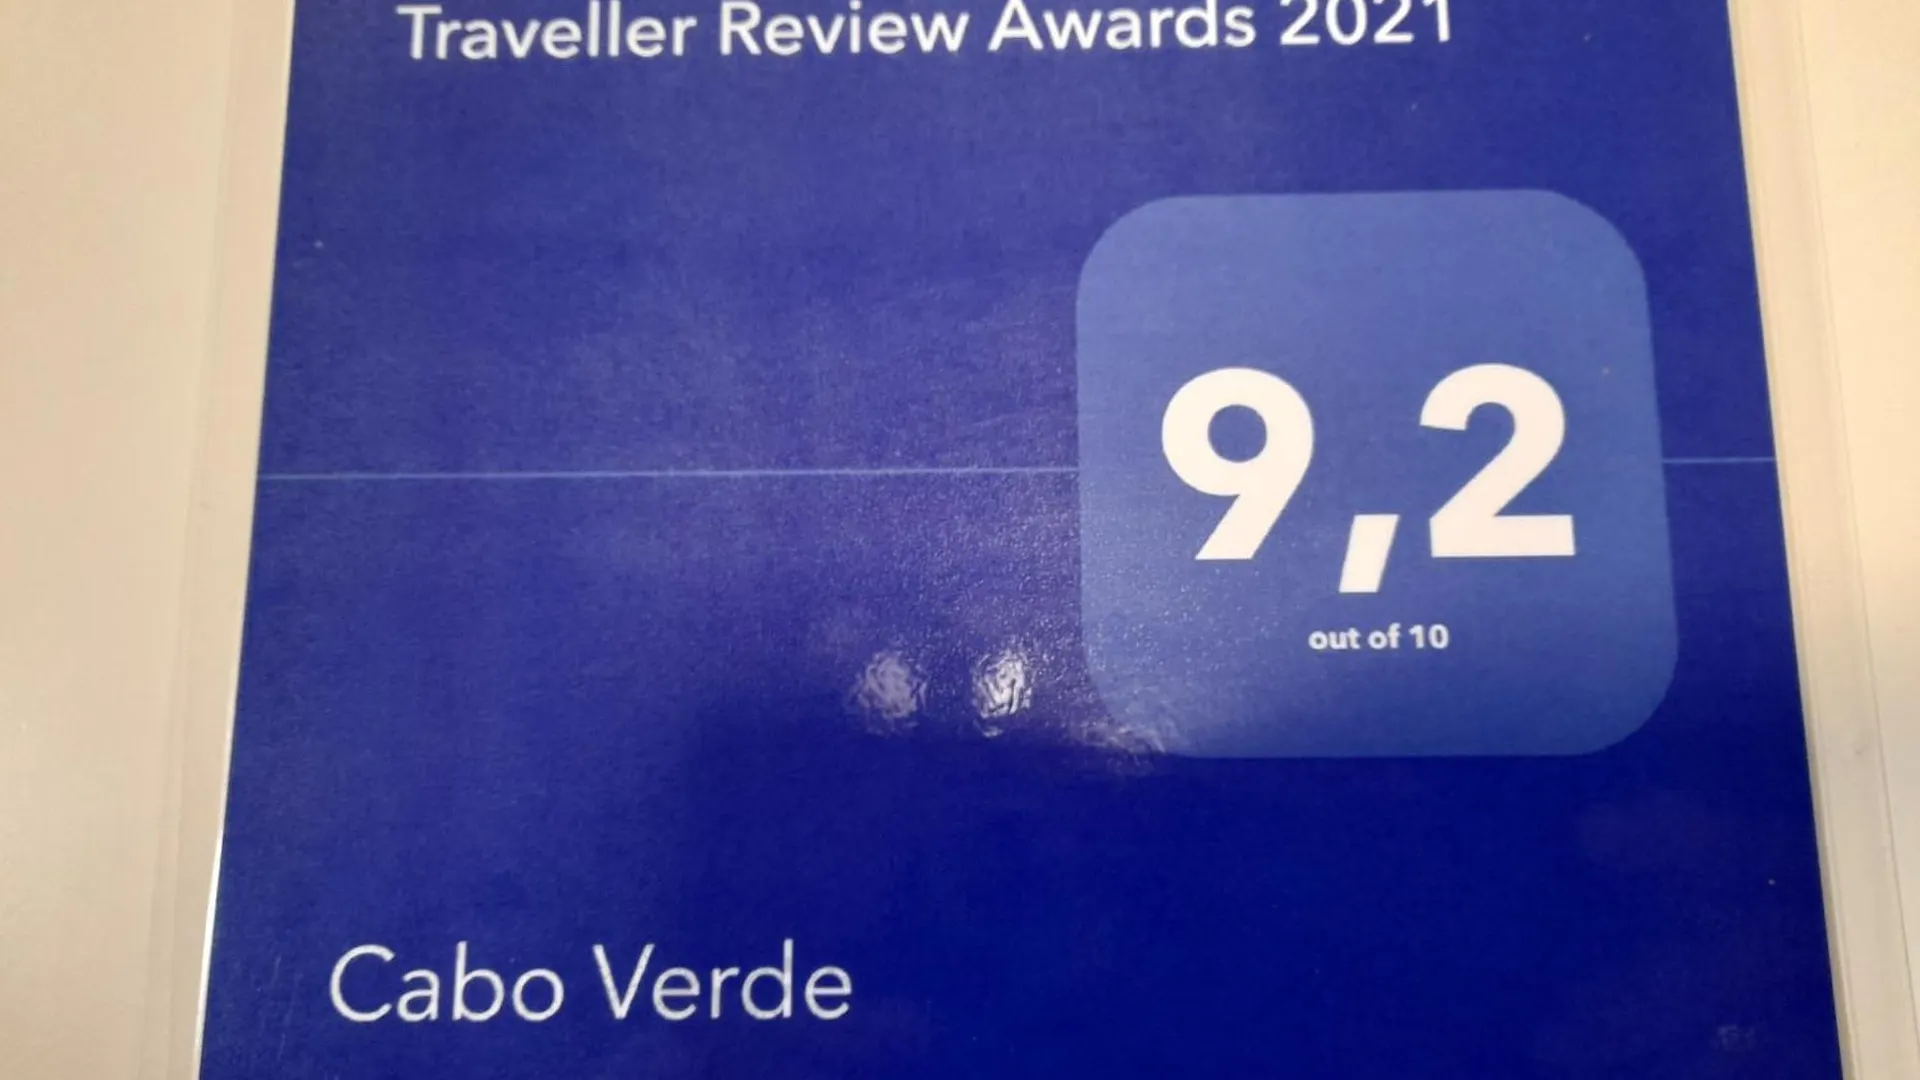 Traveller Review Awards 2021
9,2
out of 10
Cabo Verde